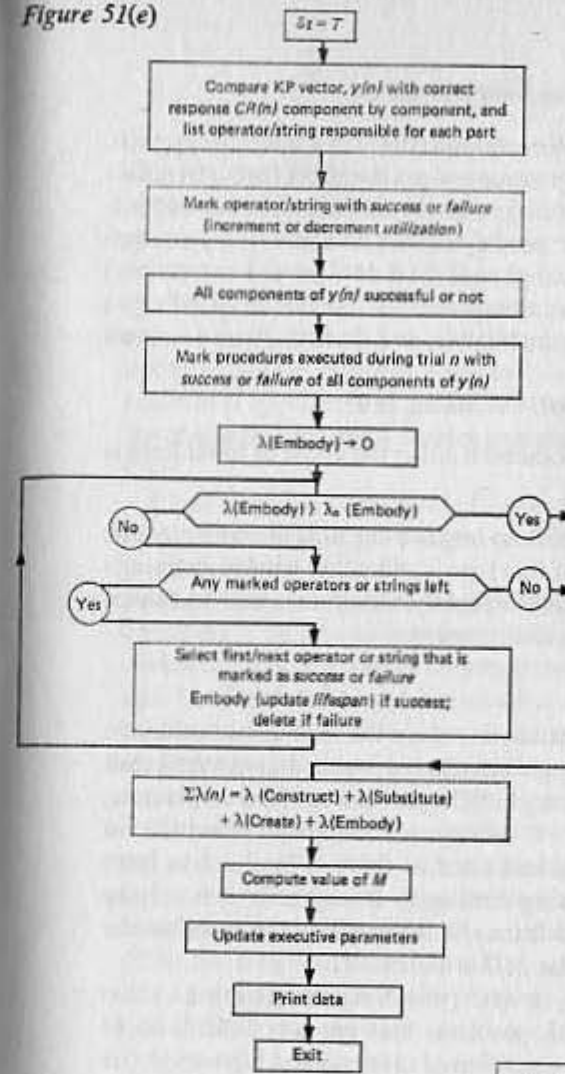 Figure 51(e)
δt = T
Compare KP vector, y(n) with correct
response CR(n) component by component, and
list operator/string responsible for each part
Mark operator/string with success or failure
(increment or decrement utilization)
All components of y(n) successful or not
Mark procedures executed during trial n with
success or failure of all components of y(n)
λ(Embody) → O
λ(Embody) > λₒ (Embody)
No
Yes
Any marked operators or strings left
Yes
No
Select first/next operator or string that is
marked as success or failure
Embody (update lifespan) if success;
delete if failure
Σλ(n) = λ (Construct) + λ(Substitute)
+ λ(Create) + λ(Embody)
Compute value of M
Update executive parameters
Print data
Exit